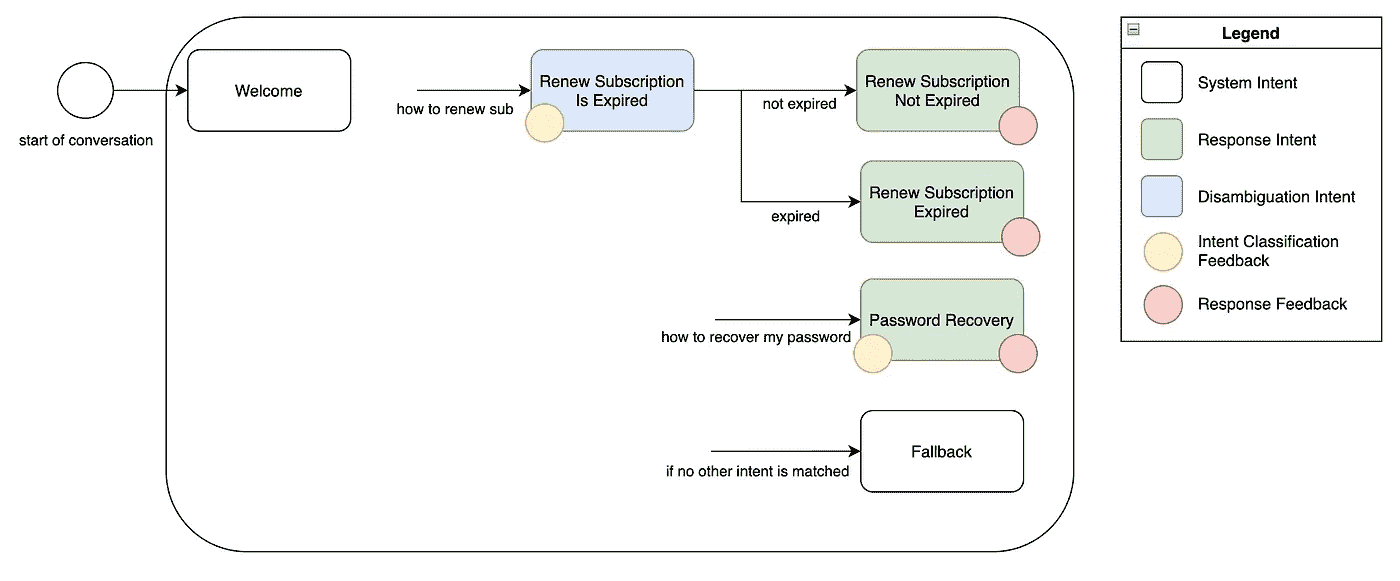 start of conversation
Welcome
how to renew sub
Renew Subscription
Is Expired
not expired
Renew Subscription
Not Expired
expired
Renew Subscription
Expired
how to recover my password
Password Recovery
if no other intent is matched
Fallback
Legend
System Intent
Response Intent
Disambiguation Intent
Intent Classification
Feedback
Response Feedback